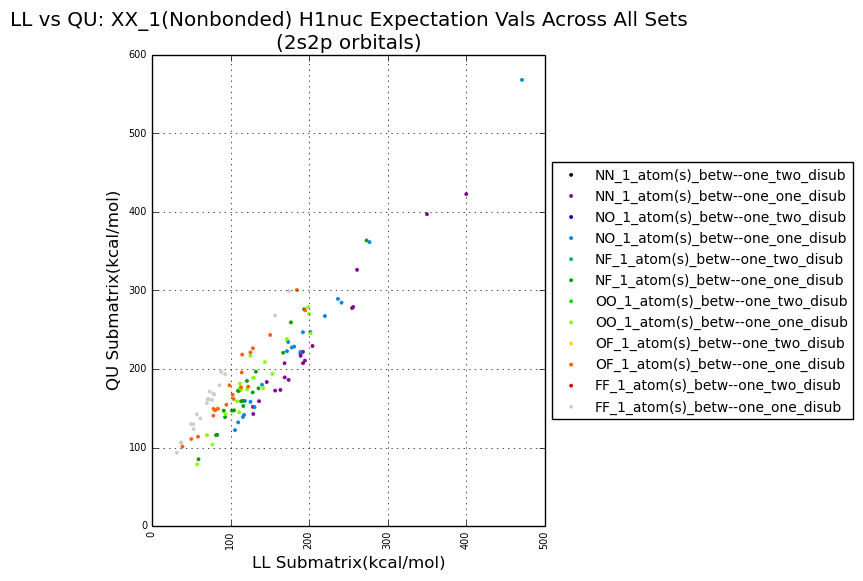 LL vs QU: XX_1(Nonbonded) H1nuc Expectation Vals Across All Sets
(2s2p orbitals)
600
500
400
300
200
100
0
QU Submatrix(kcal/mol)
0
100
200
300
400
500
LL Submatrix(kcal/mol)
NN_1_atom(s)_betw--one_two_disub
NN_1_atom(s)_betw--one_one_disub
NO_1_atom(s)_betw--one_two_disub
NO_1_atom(s)_betw--one_one_disub
NF_1_atom(s)_betw--one_two_disub
NF_1_atom(s)_betw--one_one_disub
OO_1_atom(s)_betw--one_two_disub
OO_1_atom(s)_betw--one_one_disub
OF_1_atom(s)_betw--one_two_disub
OF_1_atom(s)_betw--one_one_disub
FF_1_atom(s)_betw--one_two_disub
FF_1_atom(s)_betw--one_one_disub